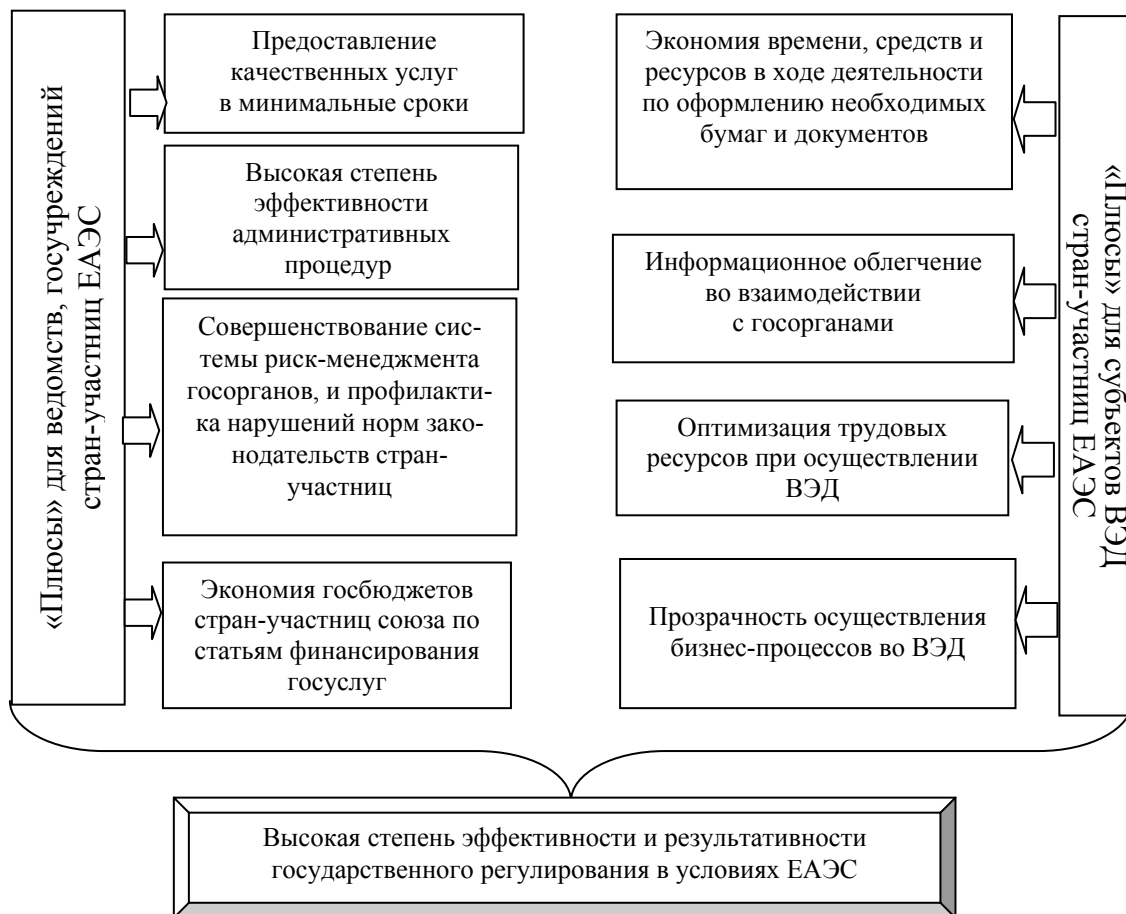 «Плюсы» для ведомств, госучреждений
стран-участниц ЕАЭС
Предоставление
качественных услуг
в минимальные сроки
Высокая степень
эффективности
административных
процедур
Совершенствование сис-
темы риск-менеджмента
госорганов, и профилакти-
ка нарушений норм зако-
нодательств стран-
участниц
Экономия госбюджетов
стран-участниц союза по
статьям финансирования
госуслуг
Экономия времени, средств и
ресурсов в ходе деятельности
по оформлению необходимых
бумаг и документов
Информационное облегчение
во взаимодействии
с госорганами
Оптимизация трудовых
ресурсов при осуществлении
ВЭД
Прозрачность осуществления
бизнес-процессов во ВЭД
«Плюсы» для субъектов ВЭД
стран-участниц ЕАЭС
Высокая степень эффективности и результативности
государственного регулирования в условиях ЕАЭС